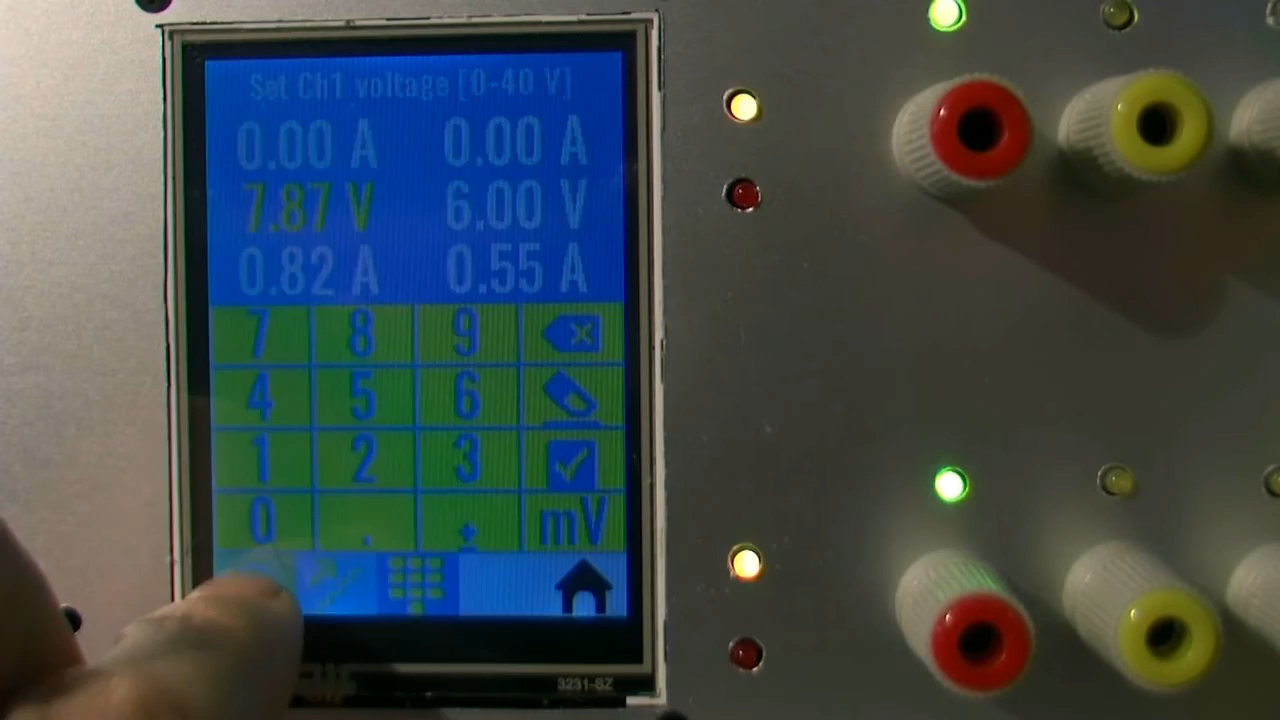 Set Ch1 voltage [0-40 V]
0.00 A 0.00 A
7.87 V 6.00 V
0.82 A 0.55 A
7 8 9
4 5 6
1 2 3
0 . ± mV
3231-SZ